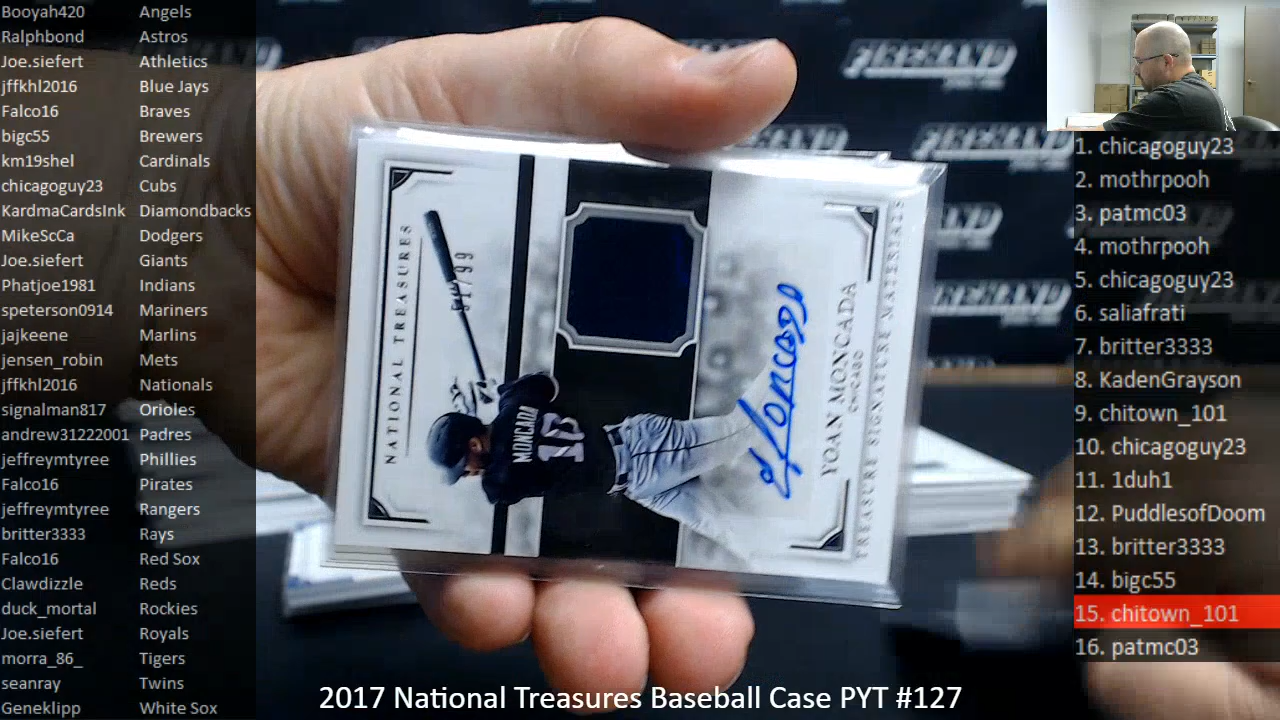 Booyah420 Angels
Ralphbond Astros
Joe.siefert Athletics
jffkhl2016 Blue Jays
Falco16 Braves
bigc55 Brewers
km19shel Cardinals
chicagoguy23 Cubs
KardmaCardsInk Diamondbacks
MikeScCa Dodgers
Joe.siefert Giants
Phatjoe1981 Indians
speterson0914 Mariners
jajkeene Marlins
jensen_robin Mets
jffkhl2016 Nationals
signalman817 Orioles
andrew31222001 Padres
jeffreymtyree Phillies
Falco16 Pirates
jeffreymtyree Rangers
britter3333 Rays
Falco16 Red Sox
Clawdizzle Reds
duck_mortal Rockies
Joe.siefert Royals
morra_86_ Tigers
seanray Twins
Geneklipp White Sox
NATIONAL TREASURES
MONCADA
10
YMoncada
YOAN MONCADA
CHICAGO
TREASURE SIGNATURE MATERIALS
FIREHAND
1. chicagoguy23
2. mothrpooh
3. patmc03
4. mothrpooh
5. chicagoguy23
6. saliafrati
7. britter3333
8. KadenGrayson
9. chitown_101
10. chicagoguy23
11. 1duh1
12. PuddlesofDoom
13. britter3333
14. bigc55
15. chitown_101
16. patmc03
2017 National Treasures Baseball Case PYT #127